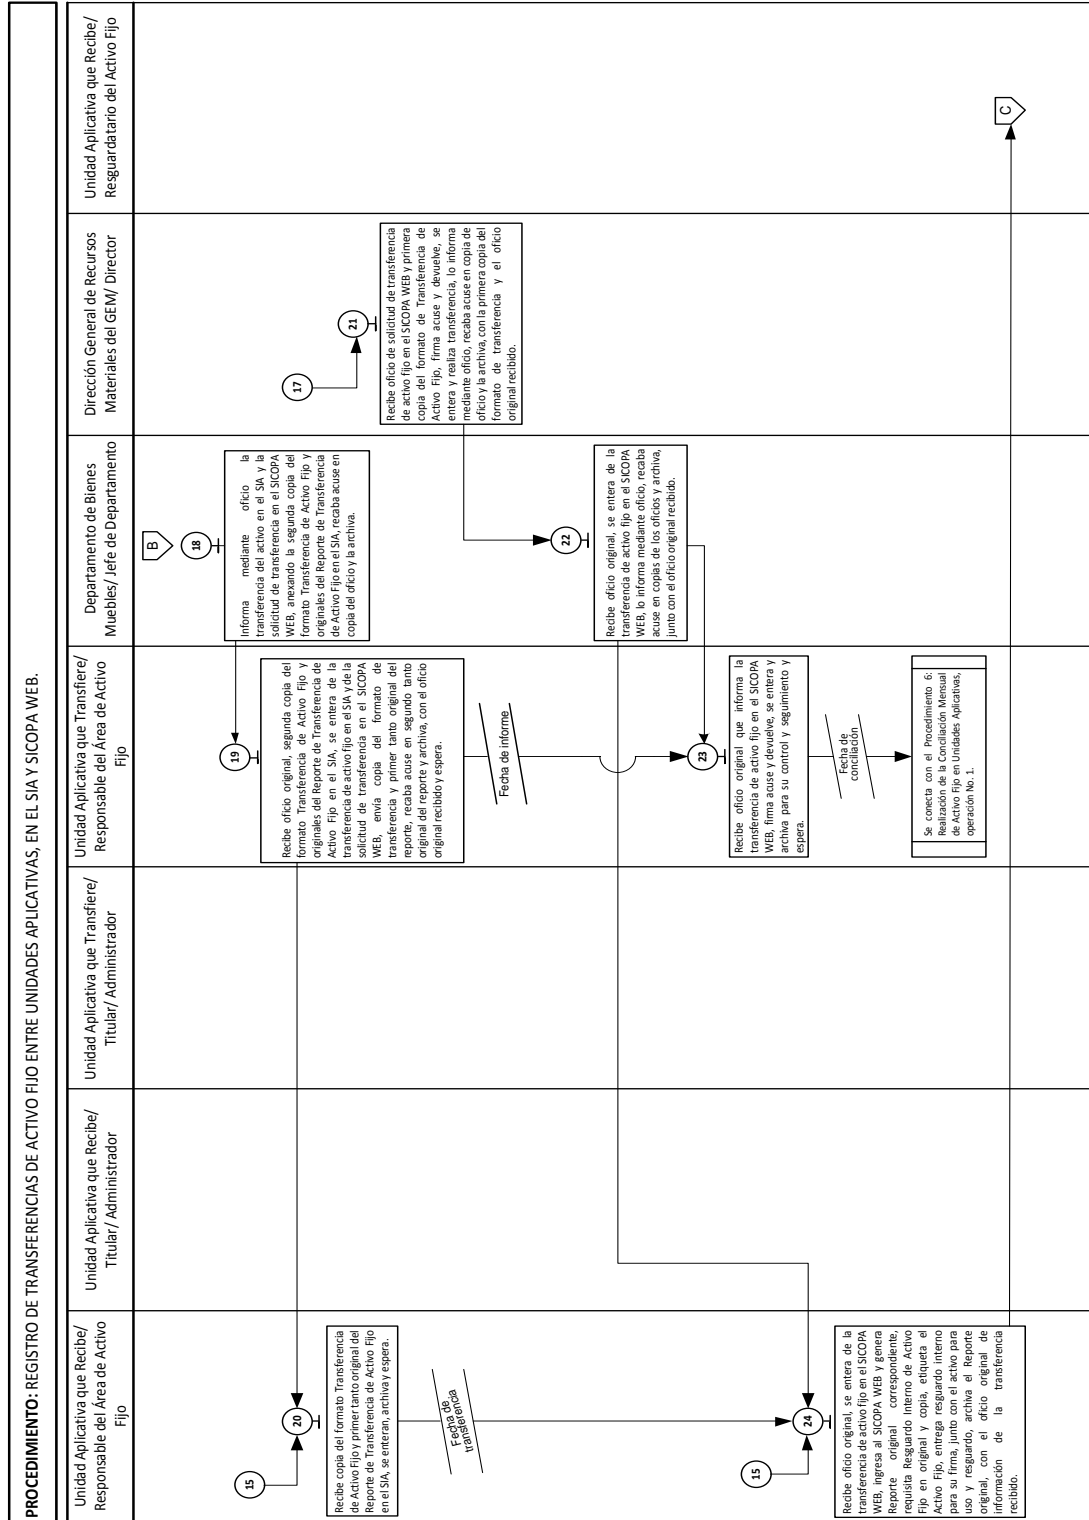 PROCEDIMIENTO: REGISTRO DE TRANSFERENCIAS DE ACTIVO FIJO ENTRE UNIDADES APLICATIVAS, EN EL SIA Y SICOPA WEB.
Unidad Aplicativa que Recibe/
Responsable del Área de Activo
Fijo
Unidad Aplicativa que Recibe/
Titular/ Administrador
Unidad Aplicativa que Transfiere/
Titular/ Administrador
Unidad Aplicativa que Transfiere/
Responsable del Área de Activo
Fijo
Departamento de Bienes
Muebles/ Jefe de Departamento
Dirección General de Recursos
Materiales del GEM/ Director
Unidad Aplicativa que Recibe/
Resguardatario del Activo Fijo
B
18
Informa mediante oficio la
transferencia del activo en el SIA y la
solicitud de transferencia en el SICOPA
WEB, anexando la segunda copia del
formato Transferencia de Activo Fijo y
originales del Reporte de Transferencia
de Activo Fijo en el SIA, recaba acuse en
copia del oficio y la archiva.
19
Recibe oficio original, segunda copia del
formato Transferencia de Activo Fijo y
originales del Reporte de Transferencia de
Activo Fijo en el SIA, se entera de la
transferencia de activo fijo en el SIA y de la
solicitud de transferencia en el SICOPA
WEB, envía copia del formato de
transferencia y primer tanto original del
reporte, recaba acuse en segundo tanto
original del reporte y archiva, con el oficio
original recibido y espera.
15
20
Recibe copia del formato Transferencia
de Activo Fijo y primer tanto original del
Reporte de Transferencia de Activo Fijo
en el SIA, se enteran, archiva y espera.
Fecha de
transferencia
17
21
Recibe oficio de solicitud de transferencia
de activo fijo en el SICOPA WEB y primera
copia del formato de Transferencia de
Activo Fijo, firma acuse y devuelve, se
entera y realiza transferencia, lo informa
mediante oficio, recaba acuse en copia de
oficio y la archiva, con la primera copia del
formato de transferencia y el oficio
original recibido.
22
Recibe oficio original, se entera de la
transferencia de activo fijo en el SICOPA
WEB, lo informa mediante oficio, recaba
acuse en copias de los oficios y archiva,
junto con el oficio original recibido.
Fecha de informe
23
Recibe oficio original que informa la
transferencia de activo fijo en el SICOPA
WEB, firma acuse y devuelve, se entera y
archiva para su control y seguimiento y
espera.
Fecha de
conciliación
Se conecta con el Procedimiento 6:
Realización de la Conciliación Mensual
de Activo Fijo en Unidades Aplicativas,
operación No. 1.
15
24
Recibe oficio original, se entera de la
transferencia de activo fijo en el SICOPA
WEB, ingresa al SICOPA WEB y genera
Reporte original correspondiente,
requisita Resguardo Interno de Activo
Fijo en original y copia, etiqueta el
Activo Fijo, entrega resguardo interno
para su firma, junto con el activo para
uso y resguardo, archiva el Reporte
original, con el oficio original de
información de la transferencia
recibido.
C